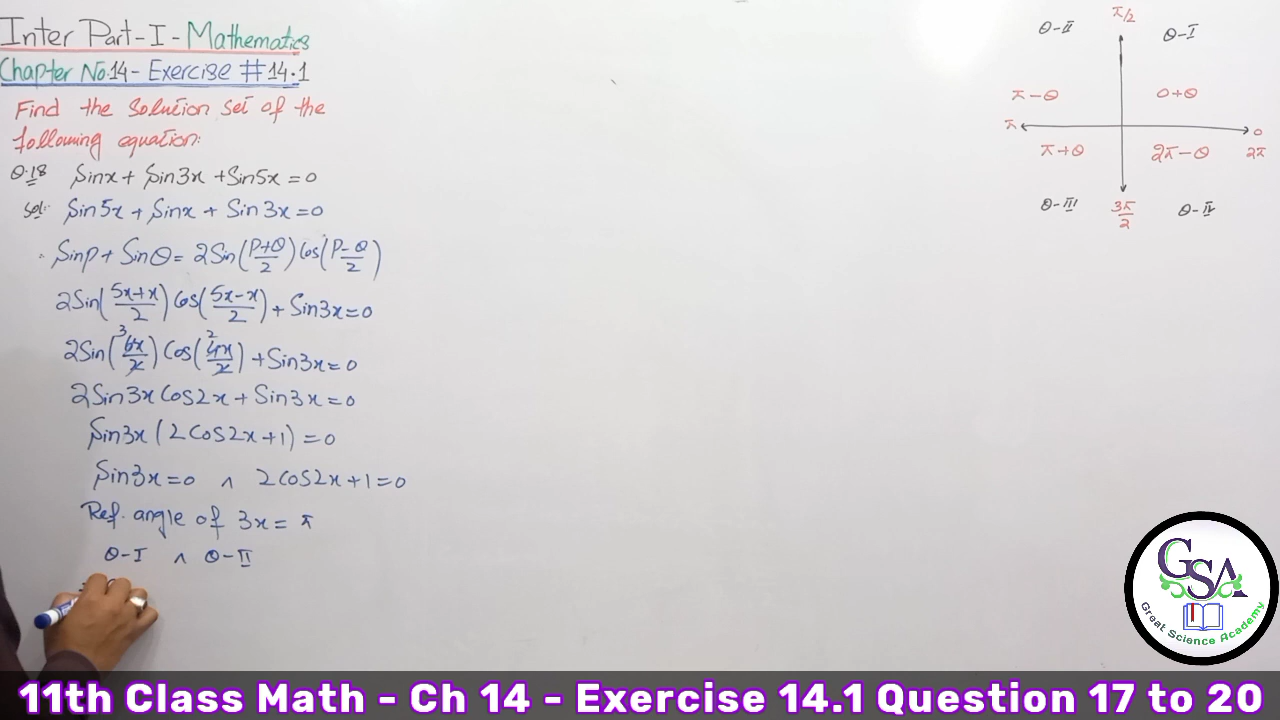 Inter Part-I-Mathematics
Chapter No.14-Exercise #14.1
Find the Solution set of the
following equation:
Q.18 Sinx + Sin3x + Sin5x = 0
Sol: Sin5x + Sinx + Sin3x = 0
∵ SinP + SinQ = 2Sin(P+Q/2) Cos(P-Q/2)
2Sin(5x+x/2) Cos(5x-x/2) + Sin3x = 0
2Sin(³6x/2) Cos(²4x/2) + Sin3x = 0
2Sin3x Cos2x + Sin3x = 0
Sin3x (2Cos2x + 1) = 0
Sin3x = 0 ∧ 2Cos2x + 1 = 0
Ref. angle of 3x = π
Q-I ∧ Q-II
π/2
Q-II Q-I
π-θ 0+θ
π 0
π+θ 2π-θ 2π
Q-III 3π/2 Q-IV
GSA
Great Science Academy
11th Class Math - Ch 14 - Exercise 14.1 Question 17 to 20